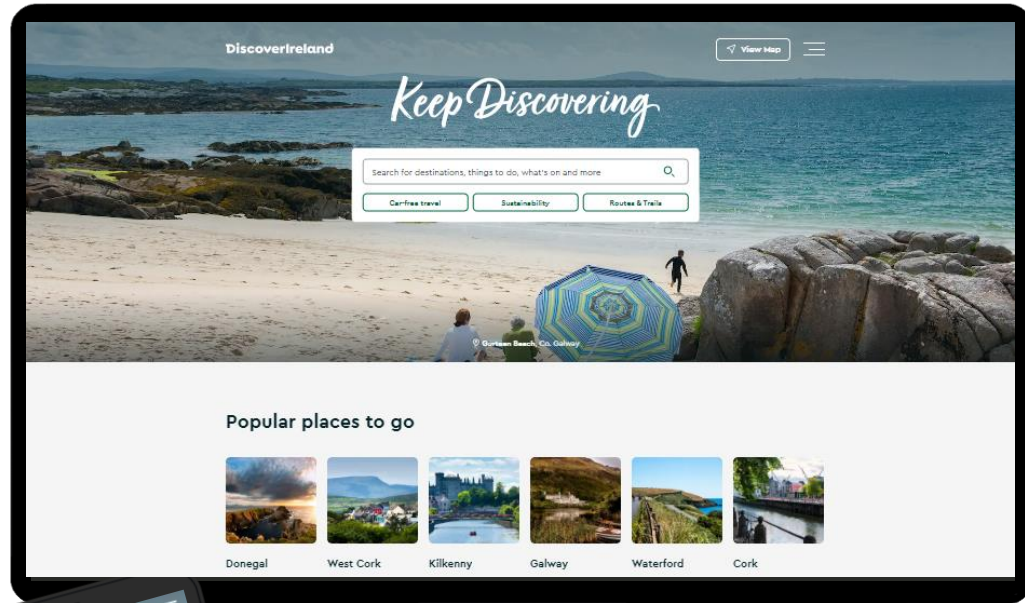 DiscoverIreland
View Map
Keep Discovering
Search for destinations, things to do, what's on and more
Car-free travel
Sustainability
Routes & Trails
Gurteen Beach, Co. Galway
Popular places to go
Donegal
West Cork
Kilkenny
Galway
Waterford
Cork